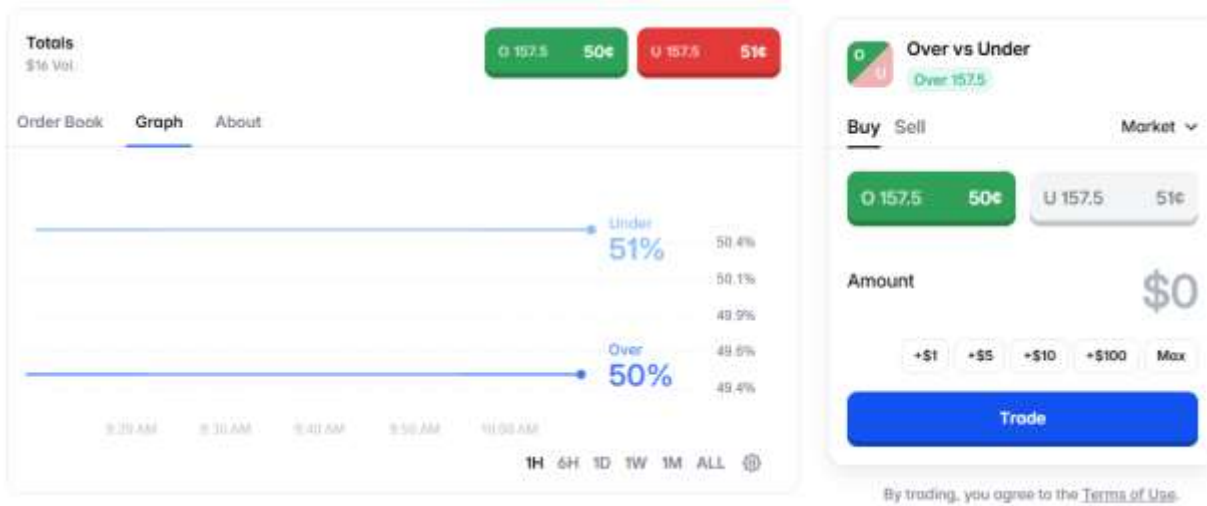 Totals
$16 Vol.
O 157.5 50¢ U 157.5 51¢
Order Book Graph About
Under
51%
50.4%
50.1%
49.9%
Over
50%
49.6%
49.4%
9:20 AM 9:30 AM 9:40 AM 9:50 AM 10:00 AM
1H 6H 1D 1W 1M ALL
O
U
Over vs Under
Over 157.5
Buy Sell Market
O 157.5 50¢ U 157.5 51¢
Amount $0
+$1 +$5 +$10 +$100 Max
Trade
By trading, you agree to the Terms of Use.